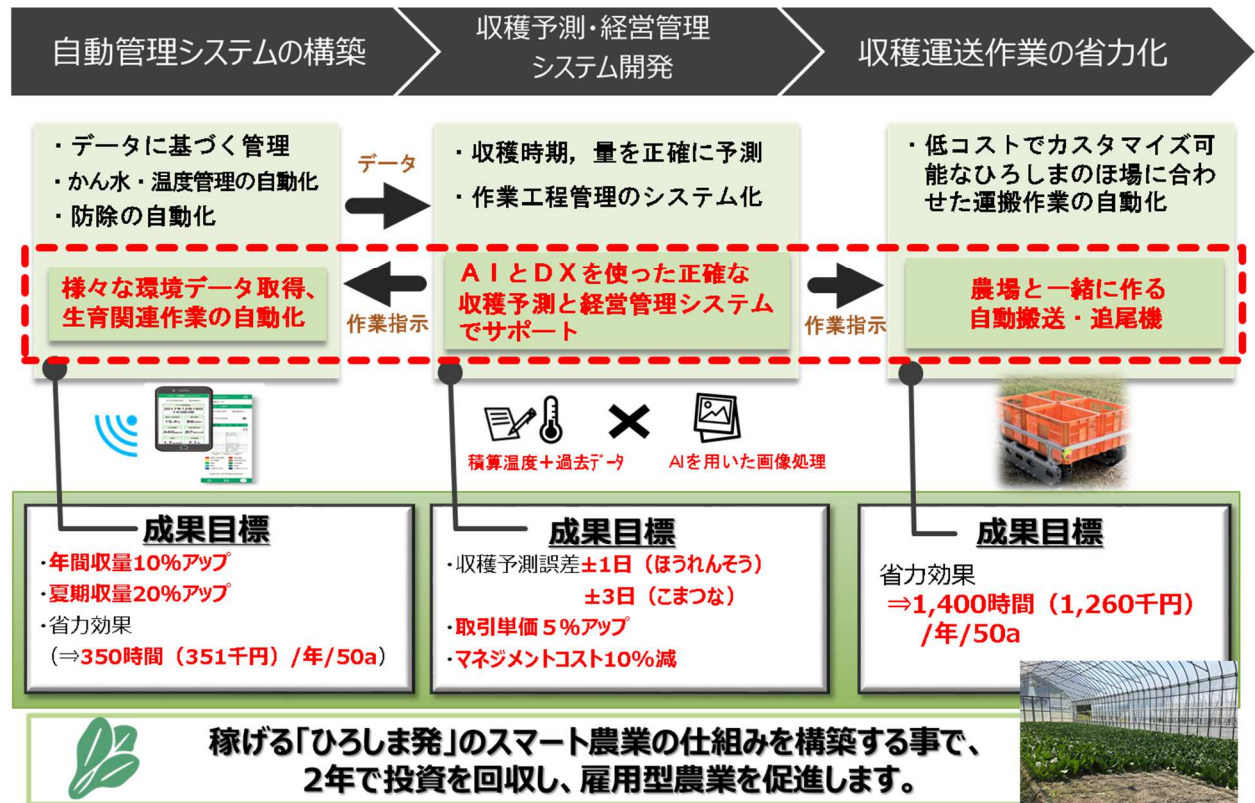 自動管理システムの構築
収穫予測・経営管理
システム開発
収穫運送作業の省力化
・データに基づく管理
・かん水・温度管理の自動化
・防除の自動化
データ
・収穫時期，量を正確に予測
・作業工程管理のシステム化
・低コストでカスタマイズ可
能なひろしまのほ場に合わ
せた運搬作業の自動化
様々な環境データ取得、
生育関連作業の自動化
作業指示
ＡＩとＤＸを使った正確な
収穫予測と経営管理システム
でサポート
作業指示
農場と一緒に作る
自動搬送・追尾機
積算温度＋過去ﾃﾞｰﾀ
AIを用いた画像処理
成果目標
・年間収量10%アップ
・夏期収量20%アップ
・省力効果
（⇒350時間（351千円）/年/50a）
成果目標
・収穫予測誤差±1日（ほうれんそう）
±3日（こまつな）
・取引単価５%アップ
・マネジメントコスト10%減
成果目標
省力効果
⇒1,400時間（1,260千円）
/年/50a
稼げる「ひろしま発」のスマート農業の仕組みを構築する事で、
2年で投資を回収し、雇用型農業を促進します。